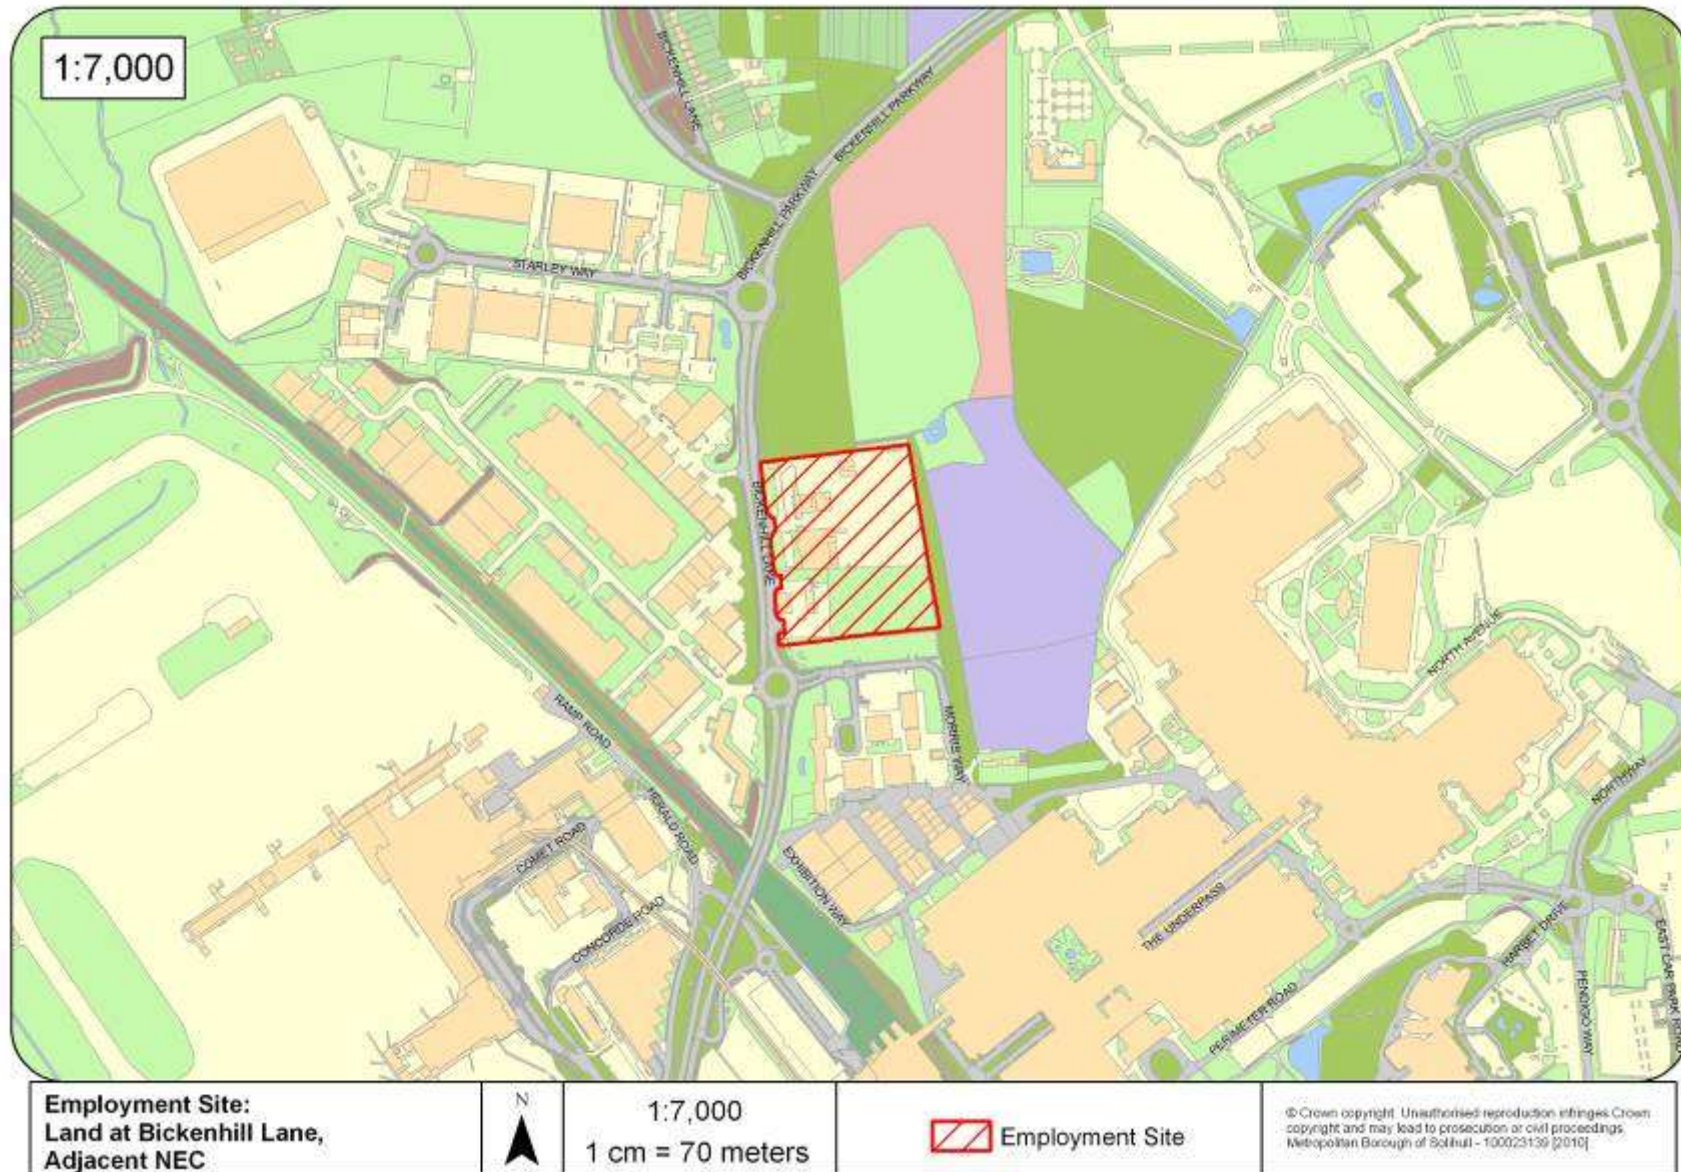 1:7,000
BICKENHILL LANE
BICKENHILL PARKWAY
BICKENHILL PARKWAY
STARLEY WAY
BICKENHILL LANE
NORTH AVENUE
RAMP ROAD
MORRIS WAY
NORTHWAY
HERALD ROAD
COMET ROAD
EXHIBITION WAY
CONCORDE ROAD
THE UNDERPASS
HARBET DRIVE
EAST CAR PARK ROAD
PENDIGO WAY
PERIMETER ROAD
Employment Site:
Land at Bickenhill Lane,
Adjacent NEC
N
1:7,000
1 cm = 70 meters
Employment Site
© Crown copyright. Unauthorised reproduction infringes Crown
copyright and may lead to prosecution or civil proceedings.
Metropolitan Borough of Solihull - 100023139 [2010]